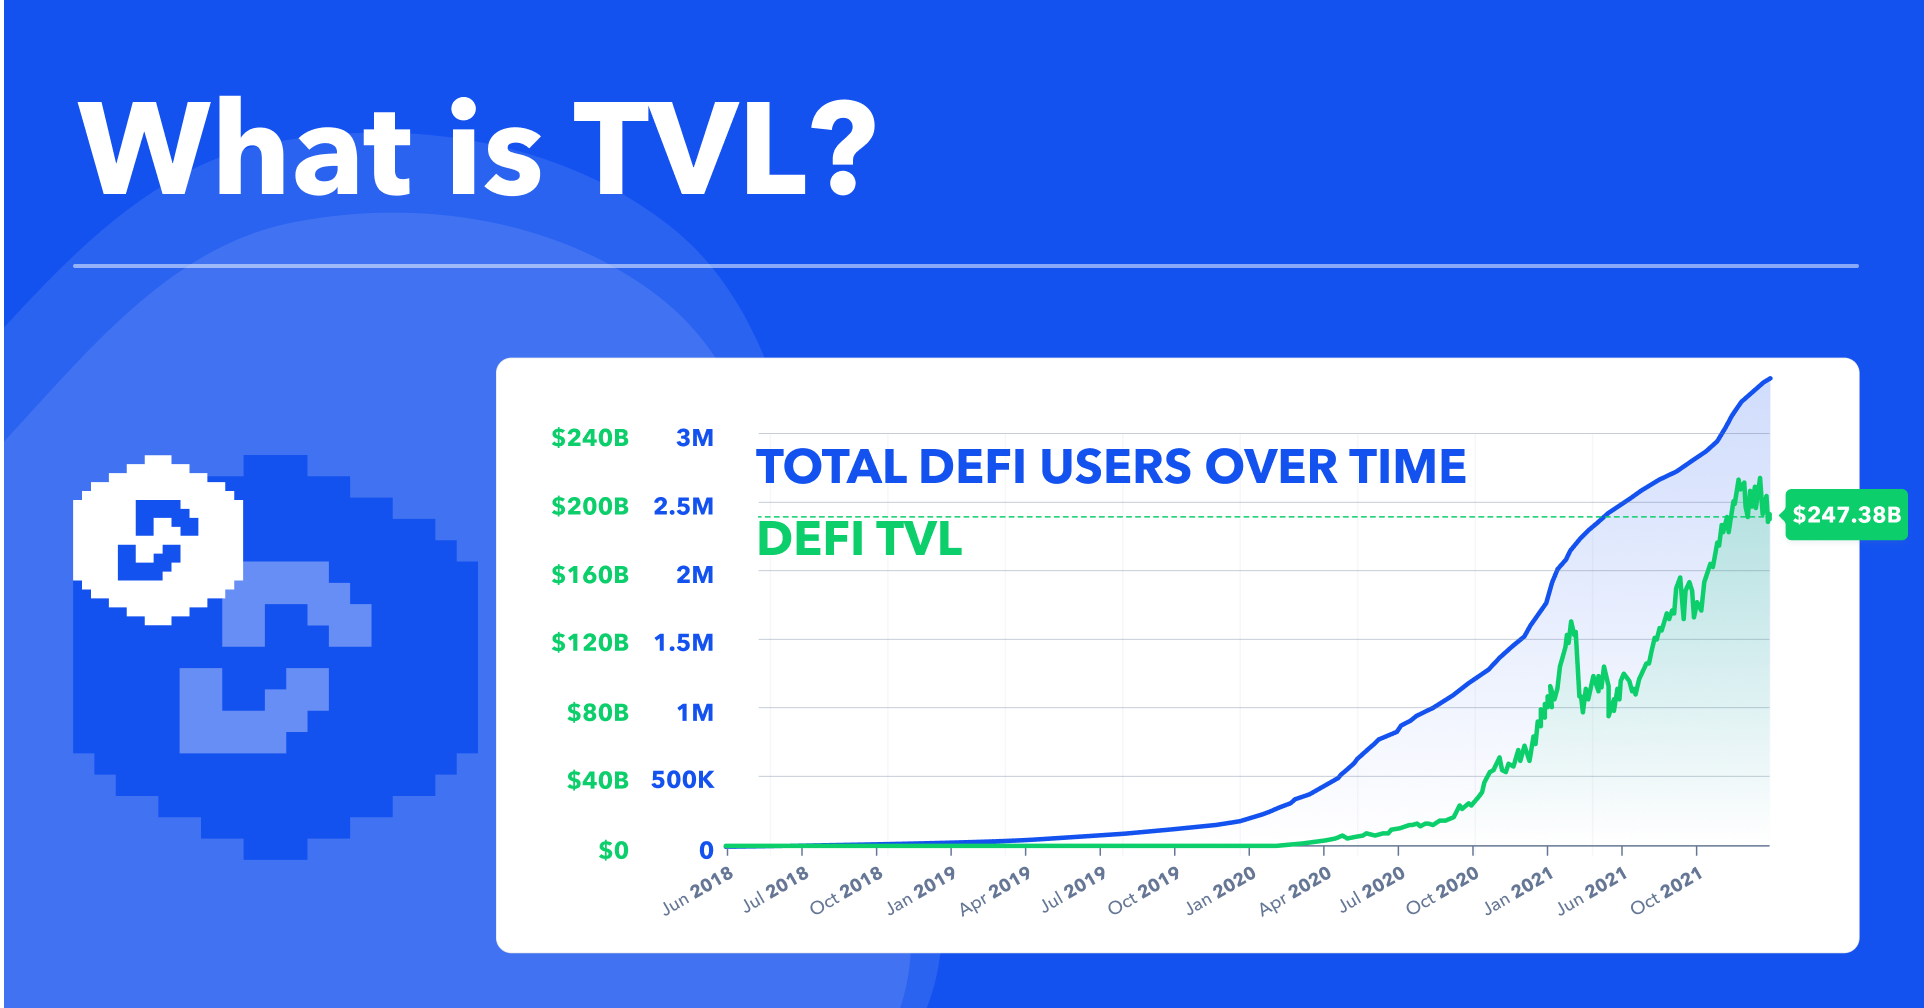 What is TVL?
$240B 3M
TOTAL DEFI USERS OVER TIME
$200B 2.5M
$247.38B
DEFI TVL
$160B 2M
$120B 1.5M
$80B 1M
$40B 500K
$0 0
Jun 2018 Jul 2018 Oct 2018 Jan 2019 Apr 2019 Jul 2019 Oct 2019 Jan 2020 Apr 2020 Jul 2020 Oct 2020 Jan 2021 Jun 2021 Oct 2021